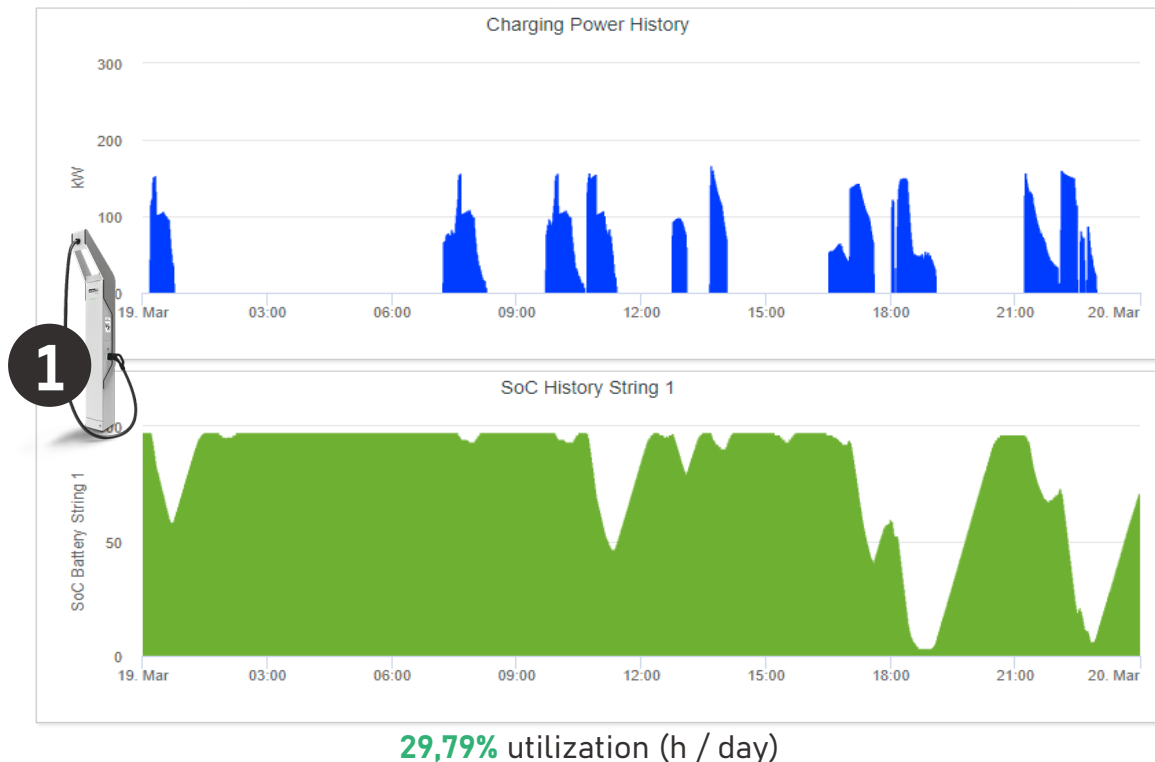 Charging Power History
300
200
100
0
kW
19. Mar 03:00 06:00 09:00 12:00 15:00 18:00 21:00 20. Mar
1
SoC History String 1
50
0
SoC Battery String 1
19. Mar 03:00 06:00 09:00 12:00 15:00 18:00 21:00 20. Mar
29,79% utilization (h / day)